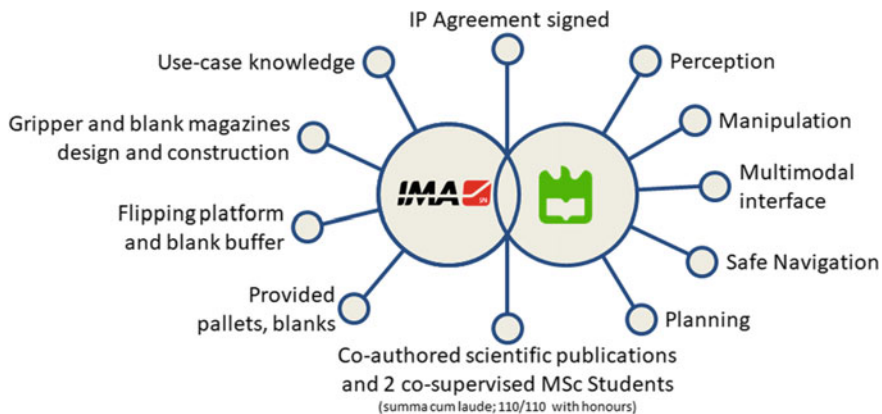 IP Agreement signed
Use-case knowledge
Perception
Gripper and blank magazines
design and construction
Manipulation
IMA
SPA
Multimodal
interface
Flipping platform
and blank buffer
Safe Navigation
Provided
pallets, blanks
Planning
Co-authored scientific publications
and 2 co-supervised MSc Students
(summa cum laude; 110/110 with honours)